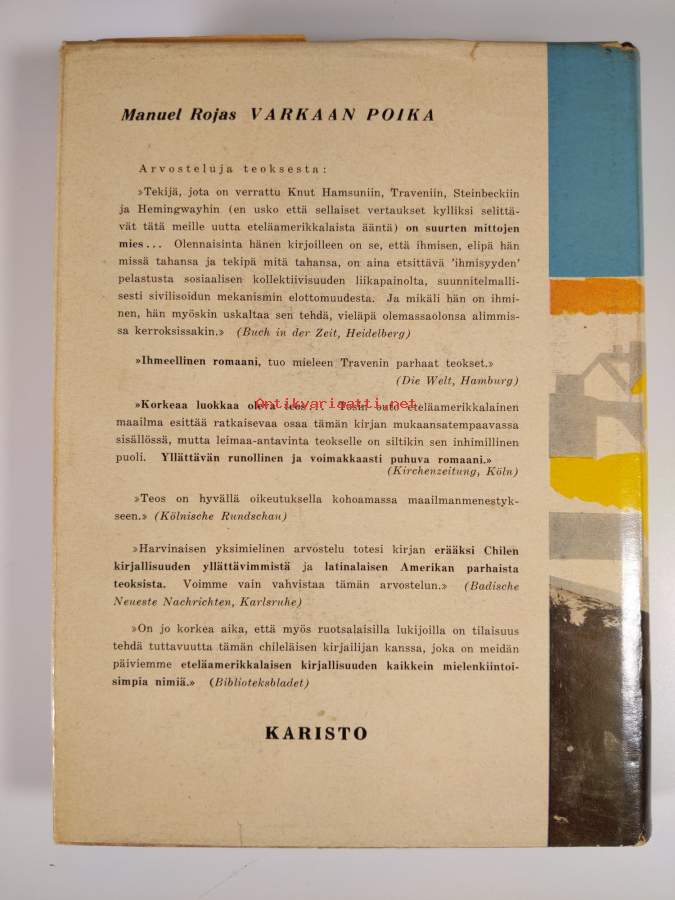 Manuel Rojas VARKAAN POIKA
Arvosteluja teoksesta:
»Tekijä, jota on verrattu Knut Hamsuniin, Traveniin, Steinbeckiin
ja Hemingwayhin (en usko että sellaiset vertaukset kylliksi selittä-
vät tätä meille uutta eteläamerikkalaista ääntä) on suurten mittojen
mies... Olennaisinta hänen kirjoilleen on se, että ihmisen, elipä hän
missä tahansa ja tekipä mitä tahansa, on aina etsittävä 'ihmisyyden'
pelastusta sosiaalisen kollektiivisuuden liikapainolta, suunnitelmalli-
sesti sivilisoidun mekanismin elottomuudesta. Ja mikäli hän on ihmi-
nen, hän myöskin uskaltaa sen tehdä, vieläpä olemassaolonsa alimmis-
sa kerroksissakin.» (Buch in der Zeit, Heidelberg)
»Ihmeellinen romaani, tuo mieleen Travenin parhaat teokset.»
(Die Welt, Hamburg)
»Korkeaa luokkaa oleva teos... Tosin outo eteläamerikkalainen
Antikvariaatti.net
maailma esittää ratkaisevaa osaa tämän kirjan mukaansatempaavassa
sisällössä, mutta leimaa-antavinta teokselle on siltikin sen inhimillinen
puoli. Yllättävän runollinen ja voimakkaasti puhuva romaani.»
(Kirchenzeitung, Köln)
»Teos on hyvällä oikeutuksella kohoamassa maailmanmenestyk-
seen.» (Kölnische Rundschau)
»Harvinaisen yksimielinen arvostelu totesi kirjan erääksi Chilen
kirjallisuuden yllättävimmistä ja latinalaisen Amerikan parhaista
teoksista. Voimme vain vahvistaa tämän arvostelun.» (Badische
Neueste Nachrichten, Karlsruhe)
»On jo korkea aika, että myös ruotsalaisilla lukijoilla on tilaisuus
tehdä tuttavuutta tämän chileläisen kirjailijan kanssa, joka on meidän
päiviemme eteläamerikkalaisen kirjallisuuden kaikkein mielenkiintoi-
simpia nimiä.» (Biblioteksbladet)
KARISTO